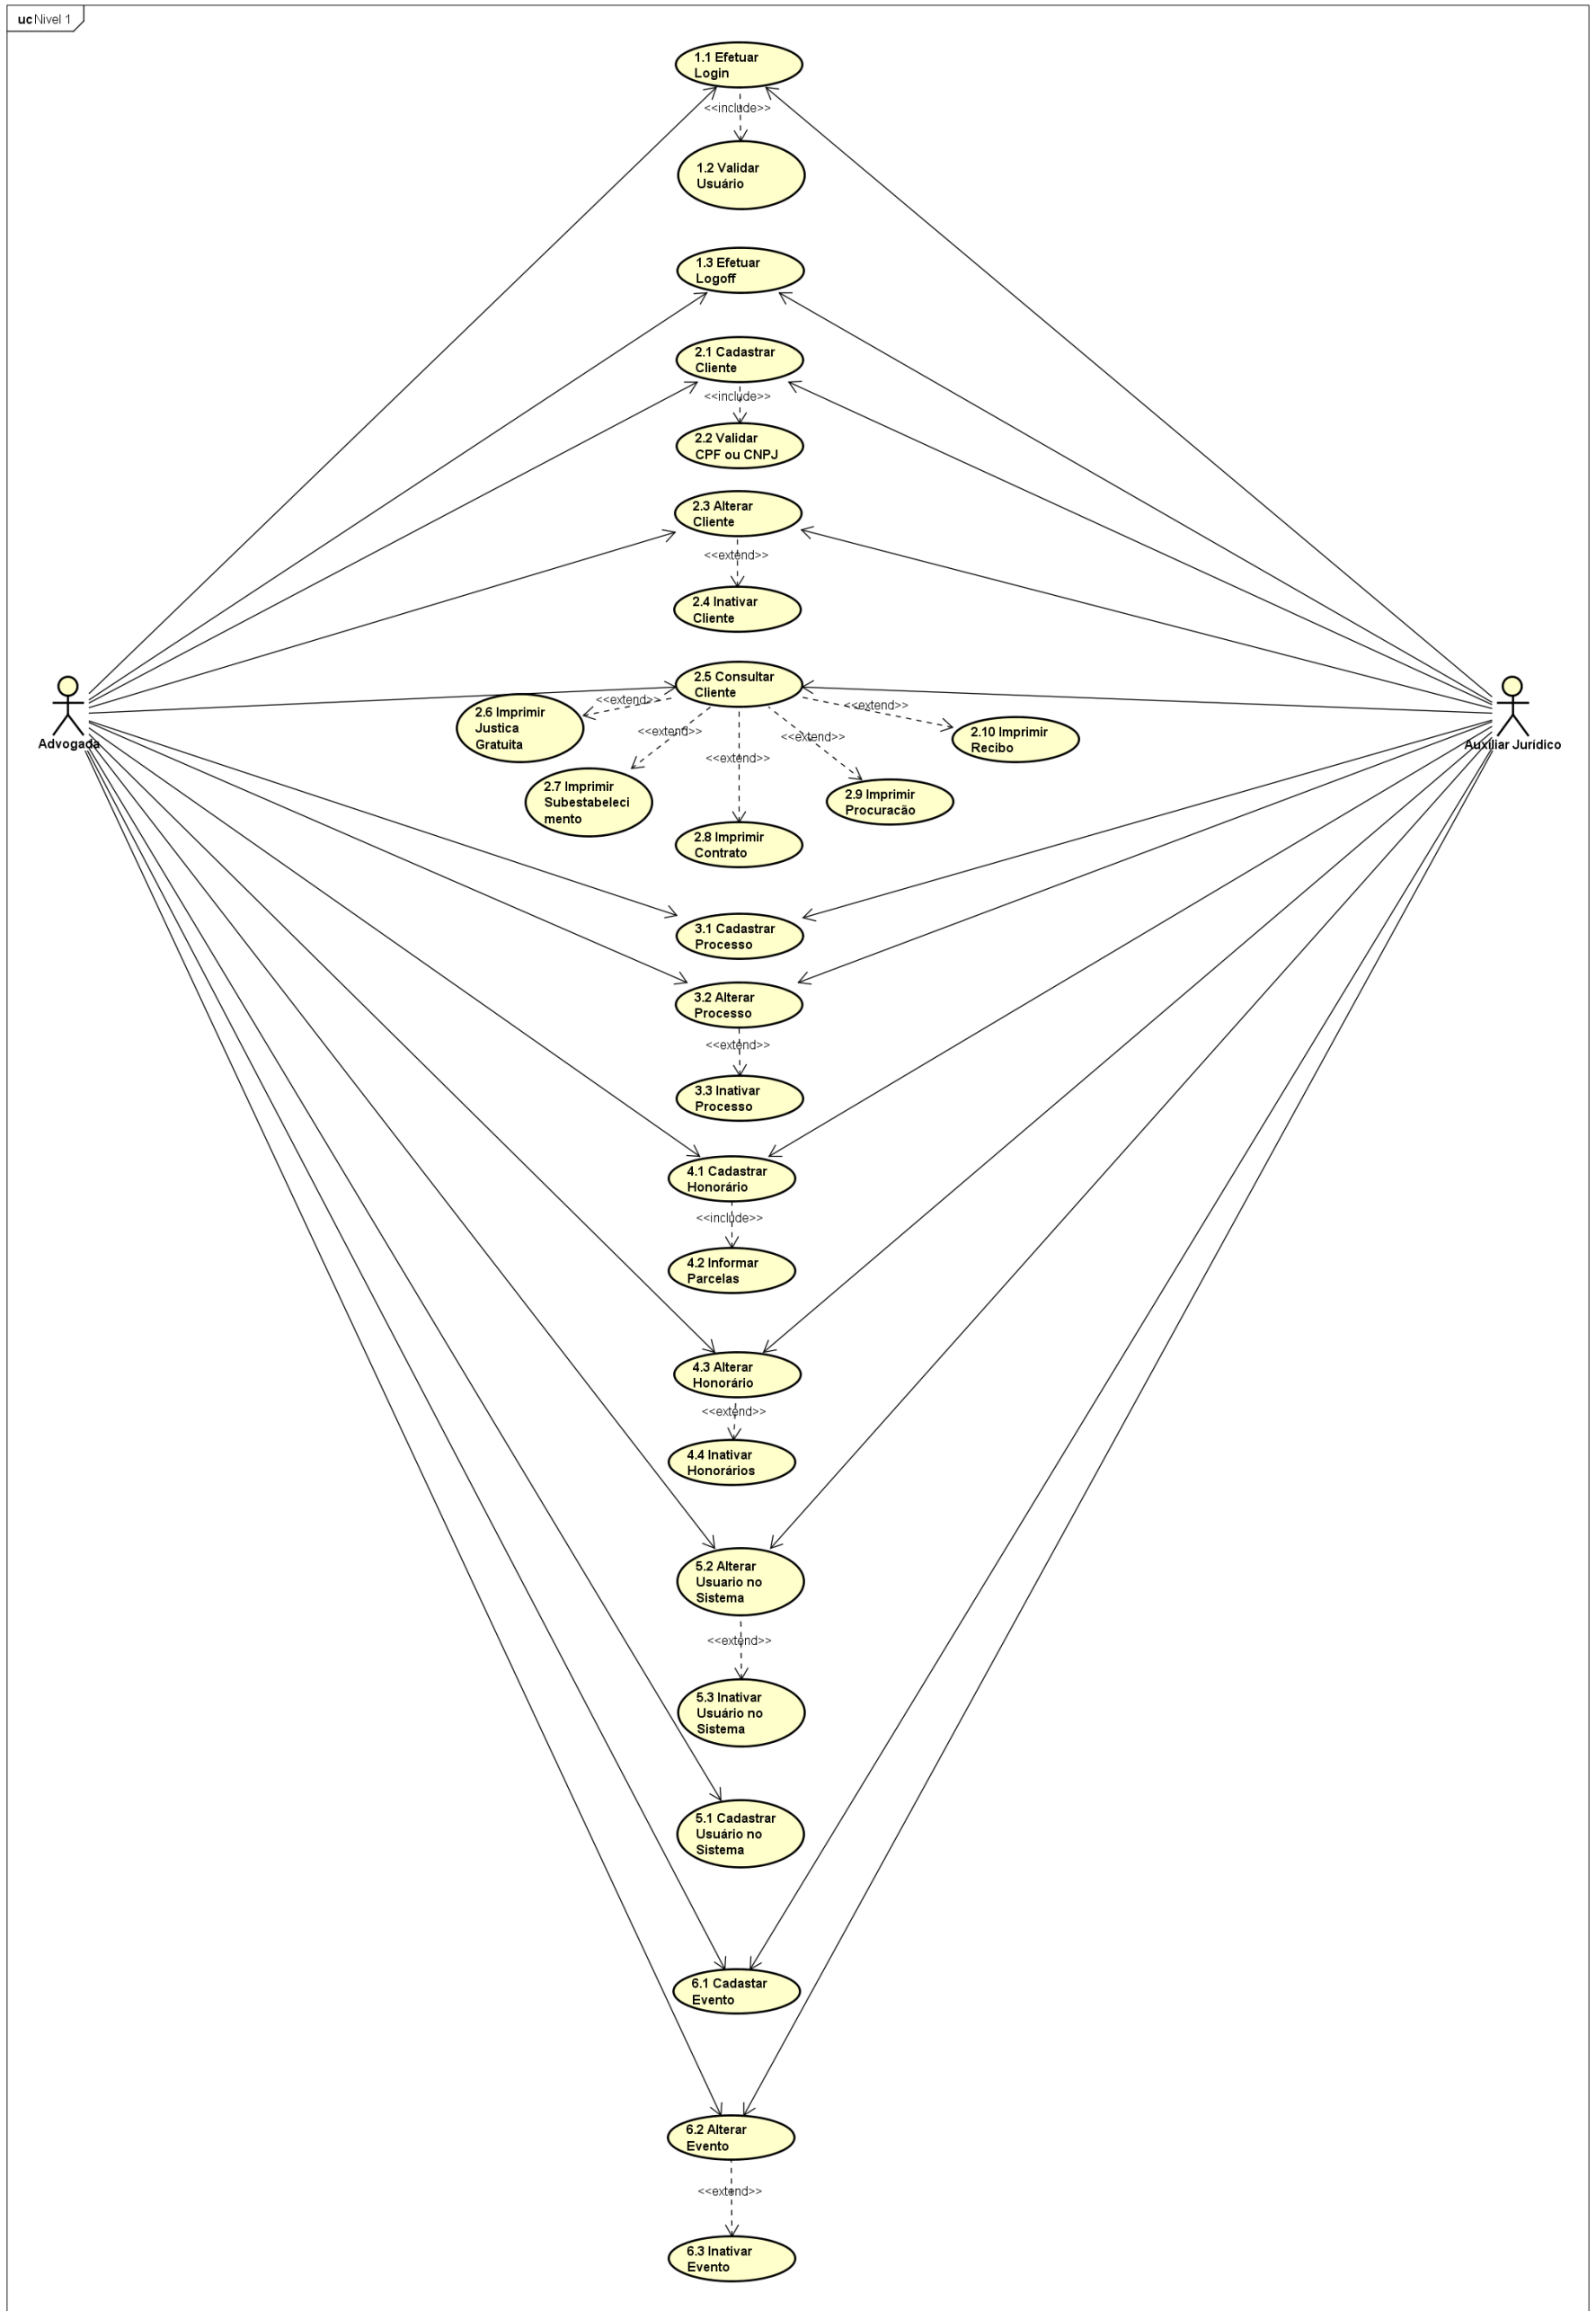 uc Nivel 1
1.1 Efetuar
Login
<<include>>
1.2 Validar
Usuário
1.3 Efetuar
Logoff
2.1 Cadastrar
Cliente
<<include>>
2.2 Validar
CPF ou CNPJ
2.3 Alterar
Cliente
<<extend>>
2.4 Inativar
Cliente
2.5 Consultar
Cliente
<<extend>>
<<extend>>
<<extend>>
<<extend>>
<<extend>>
2.6 Imprimir
Justica
Gratuita
2.10 Imprimir
Recibo
Advogada
Auxiliar Jurídico
2.7 Imprimir
Subestabeleci
mento
2.9 Imprimir
Procuracão
2.8 Imprimir
Contrato
3.1 Cadastrar
Processo
3.2 Alterar
Processo
<<extend>>
3.3 Inativar
Processo
4.1 Cadastrar
Honorário
<<include>>
4.2 Informar
Parcelas
4.3 Alterar
Honorário
<<extend>>
4.4 Inativar
Honorários
5.2 Alterar
Usuario no
Sistema
<<extend>>
5.3 Inativar
Usuário no
Sistema
5.1 Cadastrar
Usuário no
Sistema
6.1 Cadastar
Evento
6.2 Alterar
Evento
<<extend>>
6.3 Inativar
Evento